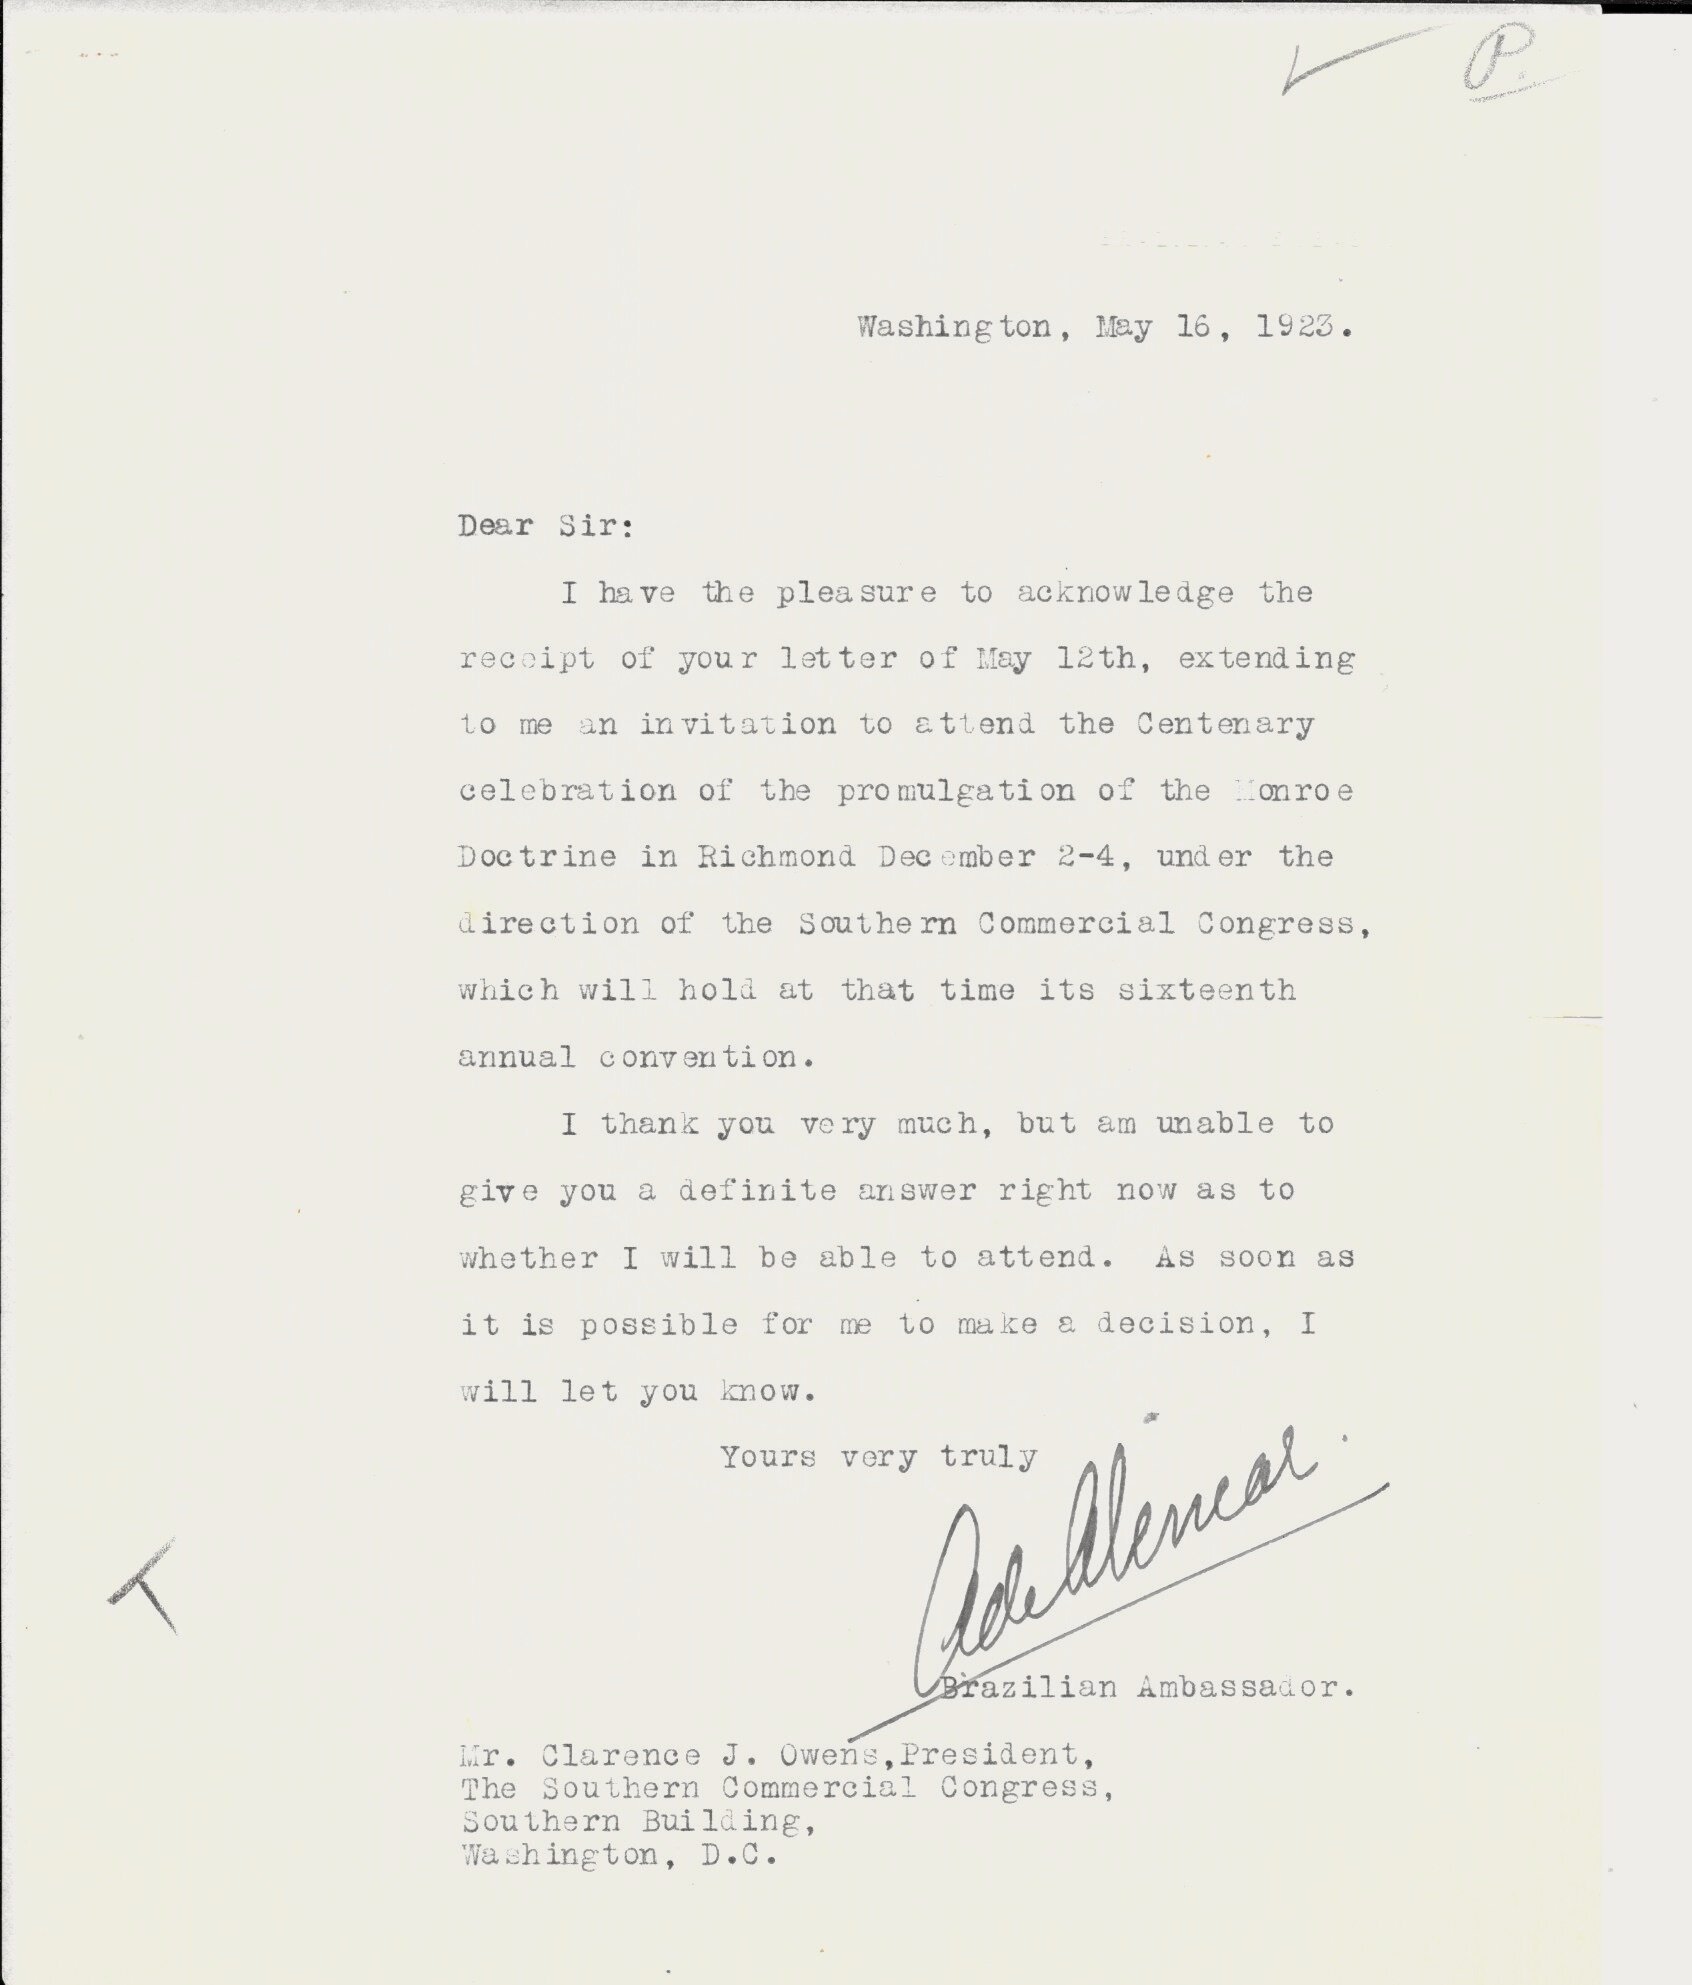 P.
Washington, May 16, 1923.
Dear Sir:
I have the pleasure to acknowledge the
receipt of your letter of May 12th, extending
to me an invitation to attend the Centenary
celebration of the promulgation of the Monroe
Doctrine in Richmond December 2-4, under the
direction of the Southern Commercial Congress,
which will hold at that time its sixteenth
annual convention.
I thank you very much, but am unable to
give you a definite answer right now as to
whether I will be able to attend. As soon as
it is possible for me to make a decision, I
will let you know.
Yours very truly
A de Alencar.
Brazilian Ambassador.
Mr. Clarence J. Owens,President,
The Southern Commercial Congress,
Southern Building,
Washington, D.C.